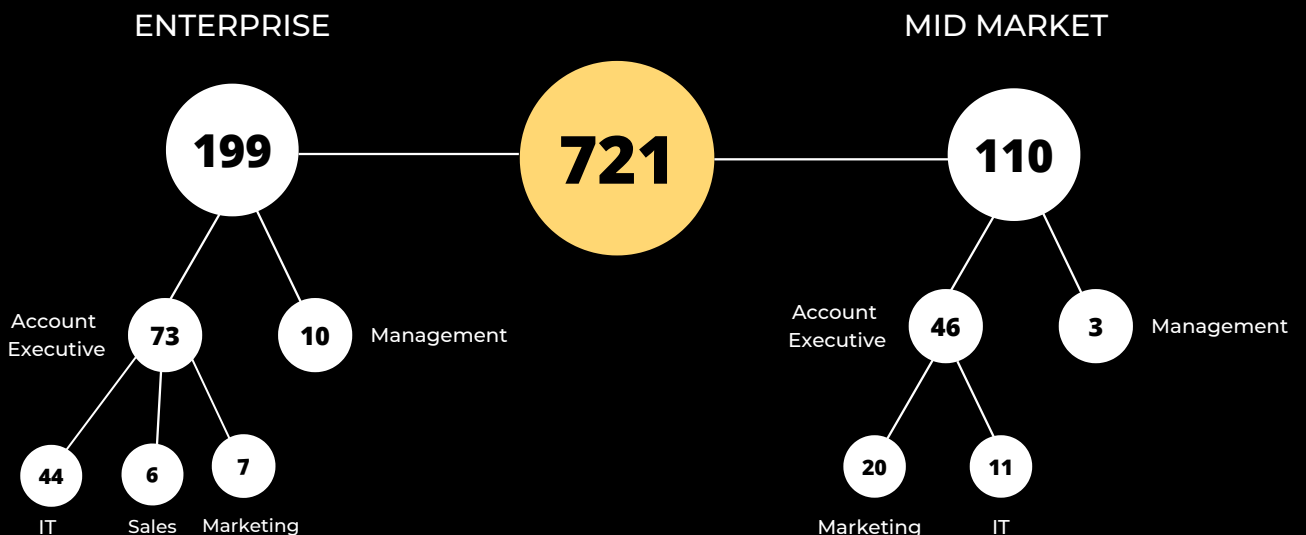 ENTERPRISE
MID MARKET
199
721
110
Account
Executive
73
10
Management
Account
Executive
46
3
Management
44
6
7
20
11
IT
Sales
Marketing
Marketing
IT